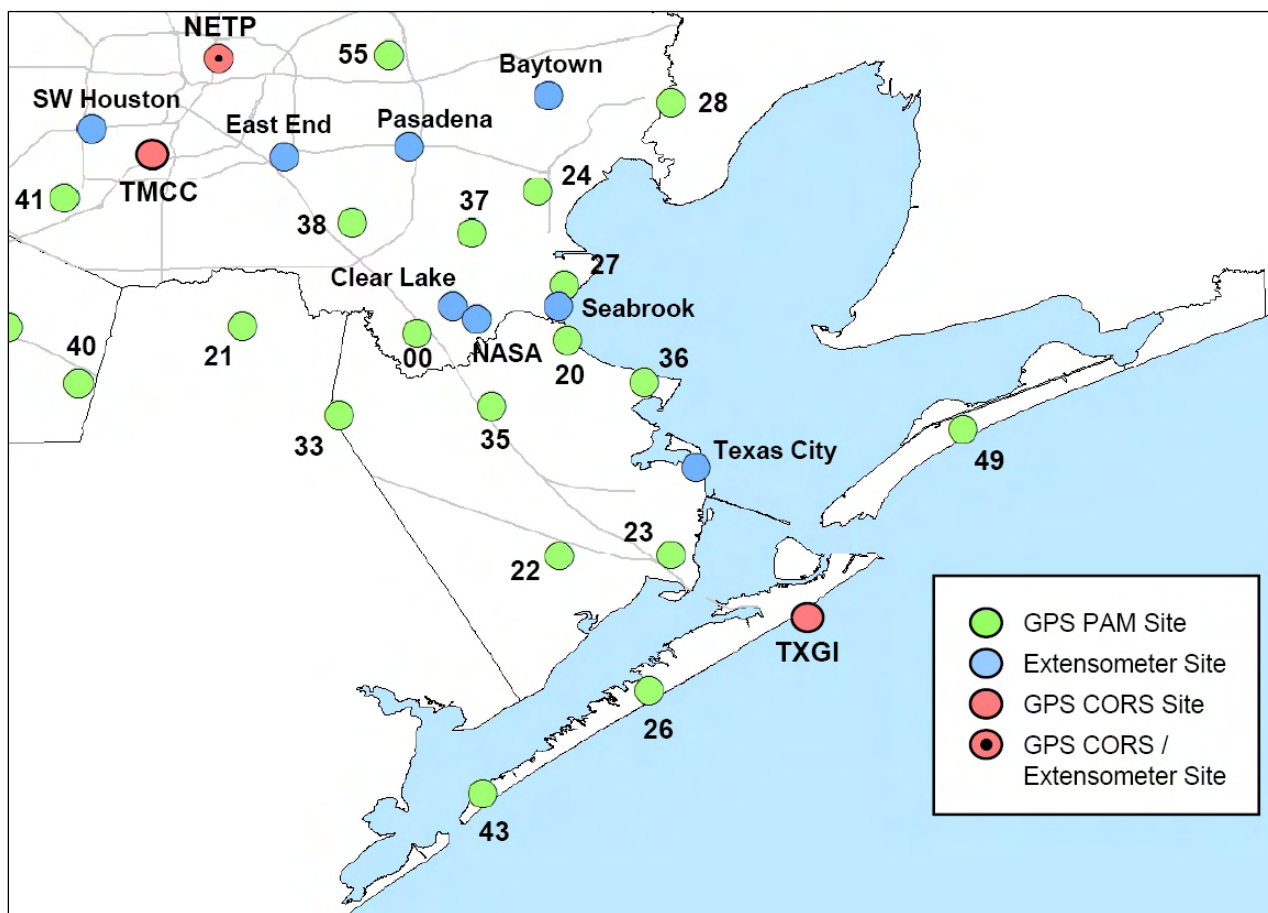 NETP
55
Baytown
SW Houston
28
East End
Pasadena
TMCC
24
41
37
38
27
Clear Lake
Seabrook
40
21
00
NASA
20
36
33
35
Texas City
49
23
22
TXGI
26
43
GPS PAM Site
Extensometer Site
GPS CORS Site
GPS CORS /
Extensometer Site